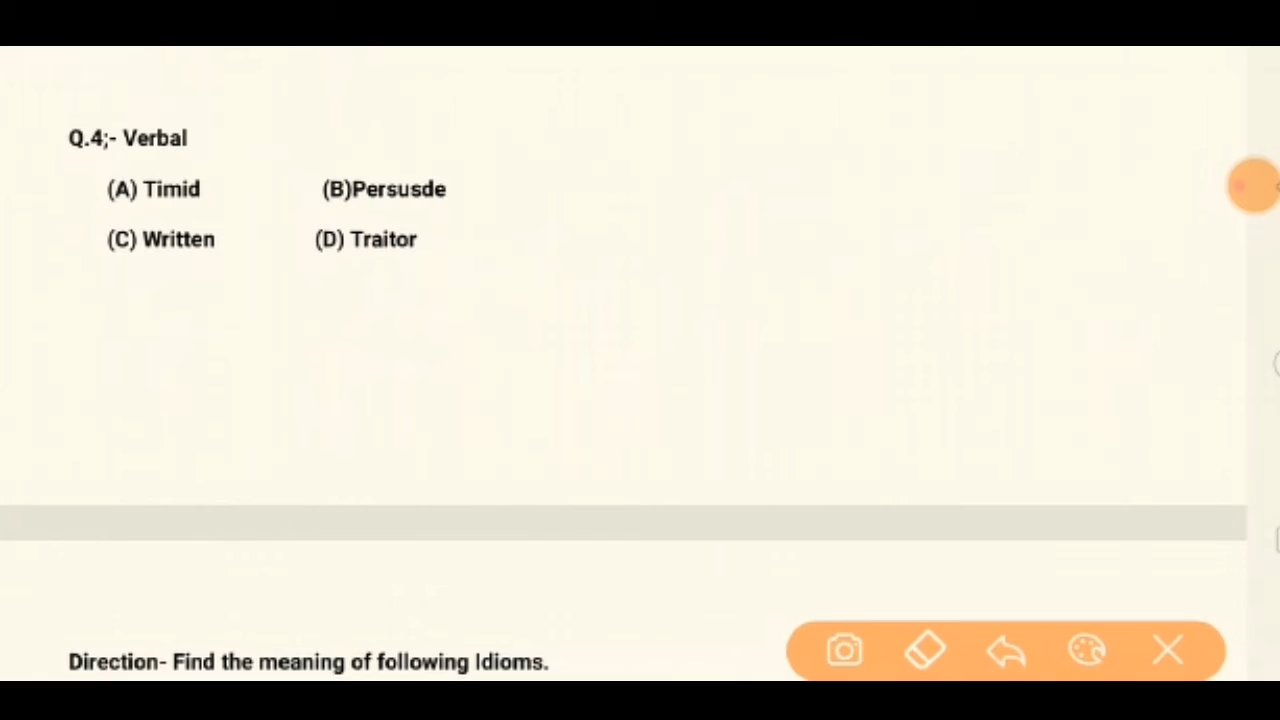 Q.4;- Verbal
(A) Timid (B)Persusde
(C) Written (D) Traitor
Direction- Find the meaning of following Idioms.